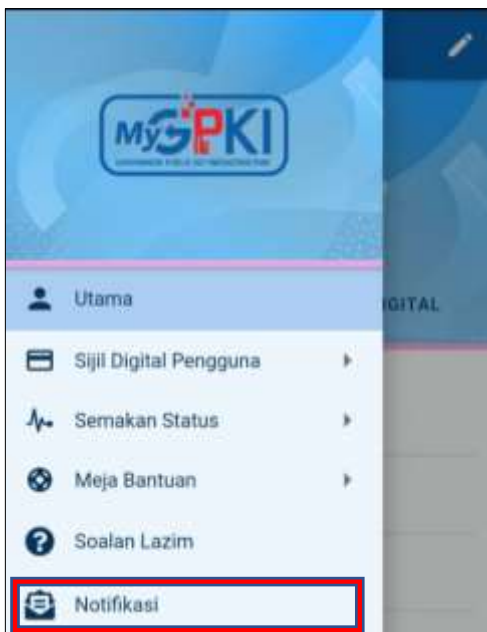 MyGPKI
Utama
IGITAL
Sijil Digital Pengguna
Semakan Status
Meja Bantuan
Soalan Lazim
Notifikasi